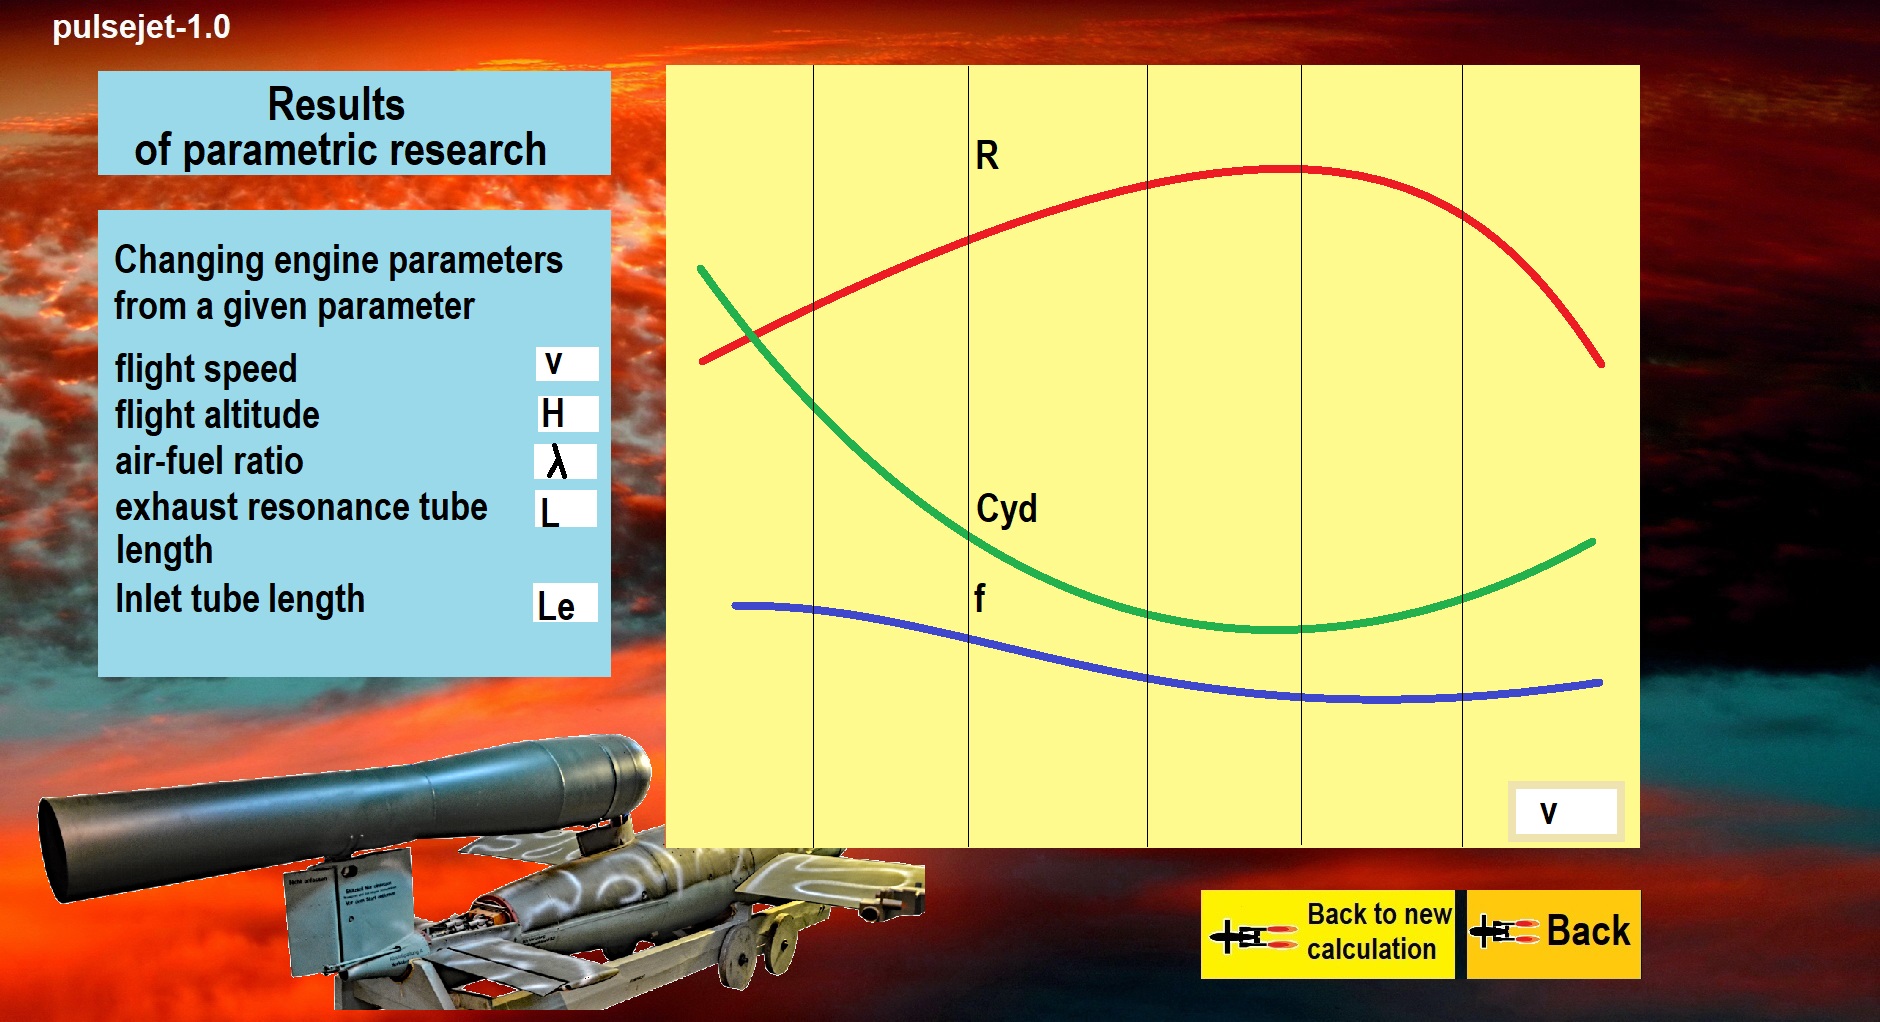 pulsejet-1.0
Results
of parametric research
Changing engine parameters
from a given parameter
flight speed v
flight altitude H
air-fuel ratio λ
exhaust resonance tube L
length
Inlet tube length Le
R
Cyd
f
v
Back to new
calculation
Back